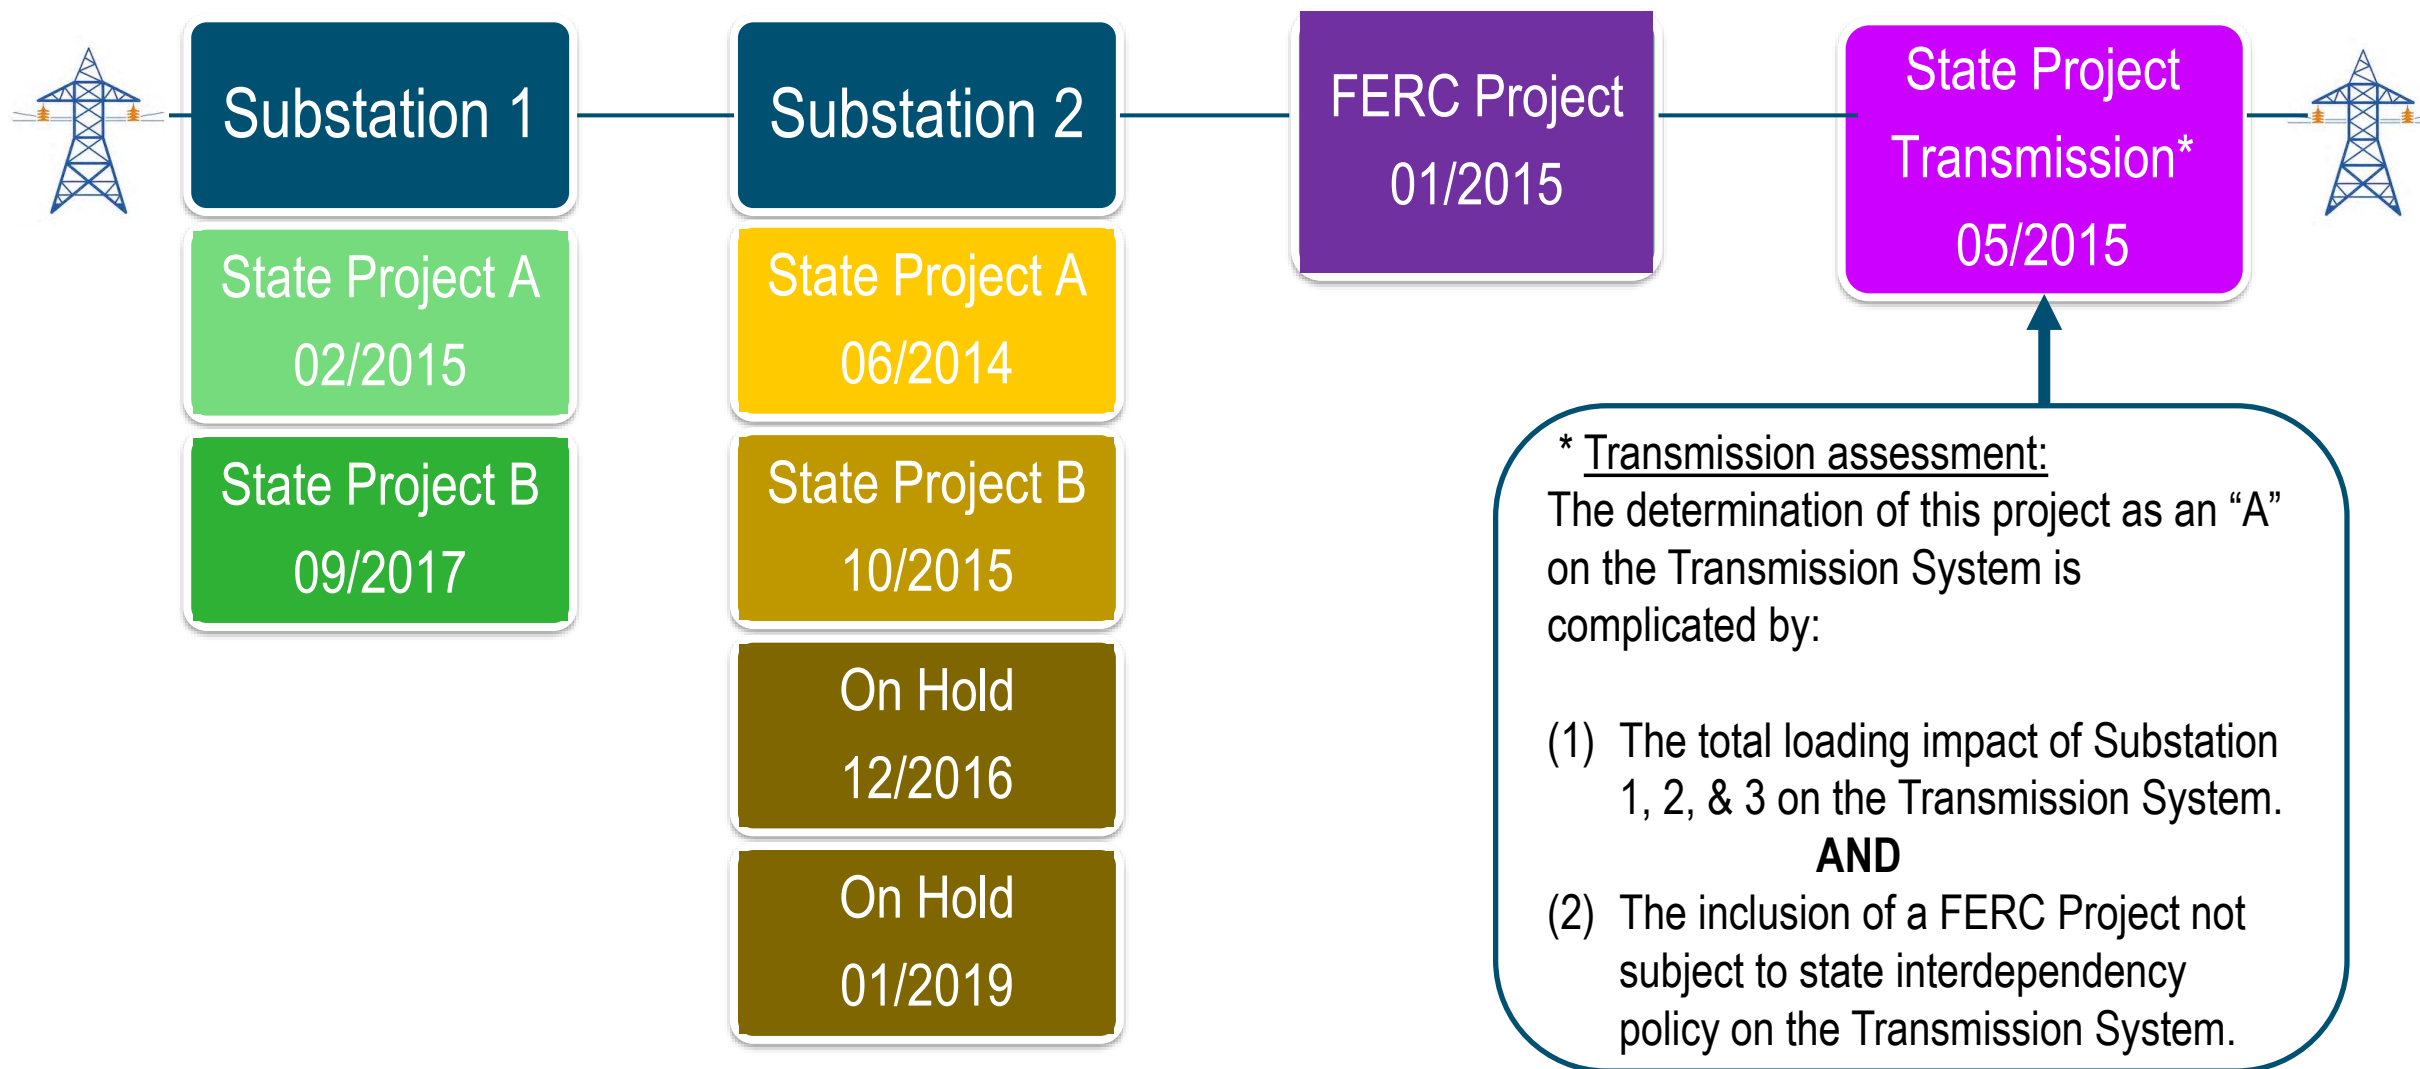 Substation 1
State Project A
02/2015
State Project B
09/2017
Substation 2
State Project A
06/2014
State Project B
10/2015
On Hold
12/2016
On Hold
01/2019
FERC Project
01/2015
State Project
Transmission*
05/2015
* Transmission assessment:
The determination of this project as an “A”
on the Transmission System is
complicated by:
(1) The total loading impact of Substation
1, 2, & 3 on the Transmission System.
AND
(2) The inclusion of a FERC Project not
subject to state interdependency
policy on the Transmission System.